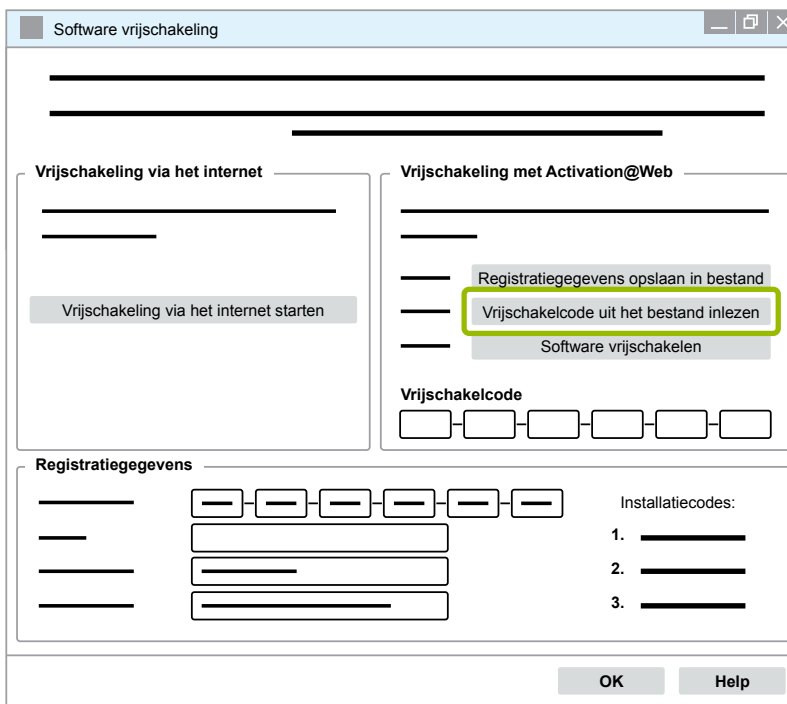 Software vrijschakeling
Vrijschakeling via het internet
Vrijschakeling via het internet starten
Vrijschakeling met Activation@Web
Registratiegegevens opslaan in bestand
Vrijschakelcode uit het bestand inlezen
Software vrijschakelen
Vrijschakelcode
Registratiegegevens
Installatiecodes:
1.
2.
3.
OK Help